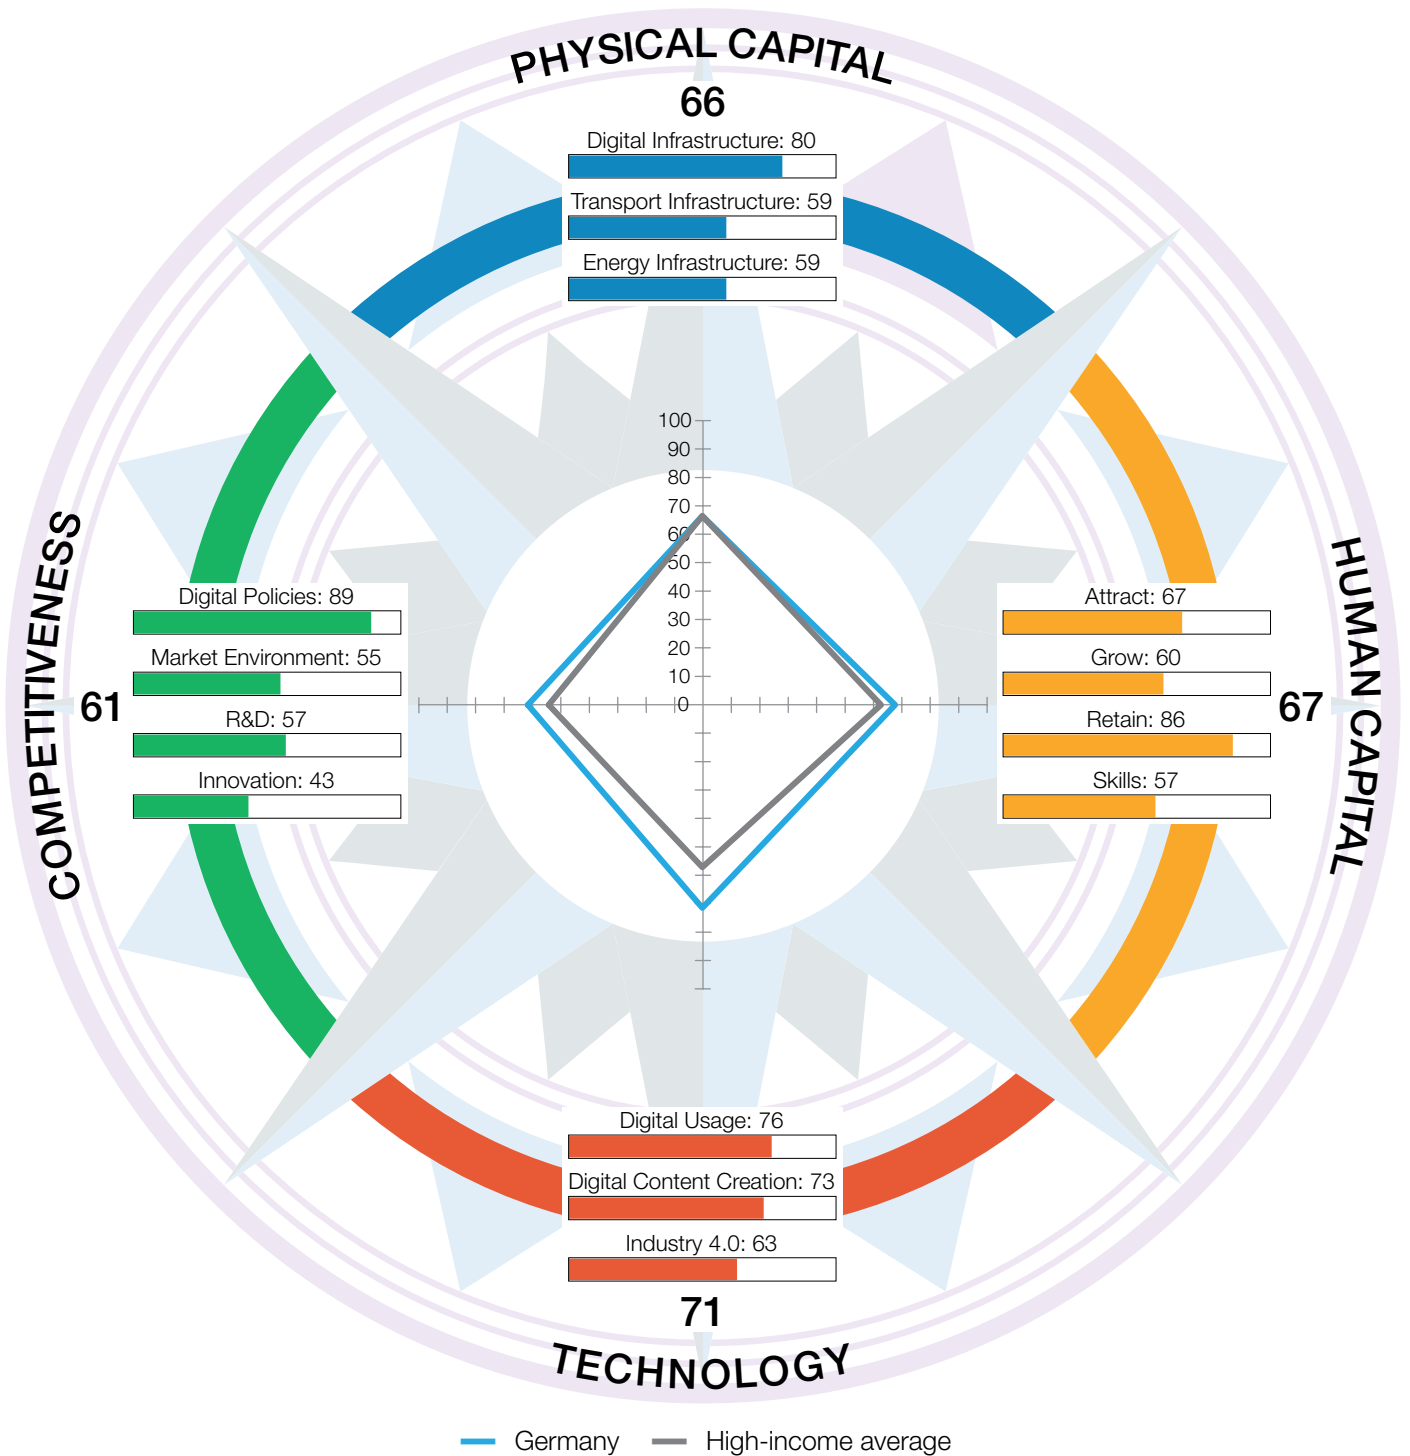 PHYSICAL CAPITAL
66
Digital Infrastructure: 80
Transport Infrastructure: 59
Energy Infrastructure: 59
100
90
80
70
60
50
40
30
20
10
0
COMPETITIVENESS
61
Digital Policies: 89
Market Environment: 55
R&D: 57
Innovation: 43
HUMAN CAPITAL
67
Attract: 67
Grow: 60
Retain: 86
Skills: 57
Digital Usage: 76
Digital Content Creation: 73
Industry 4.0: 63
71
TECHNOLOGY
Germany
High-income average